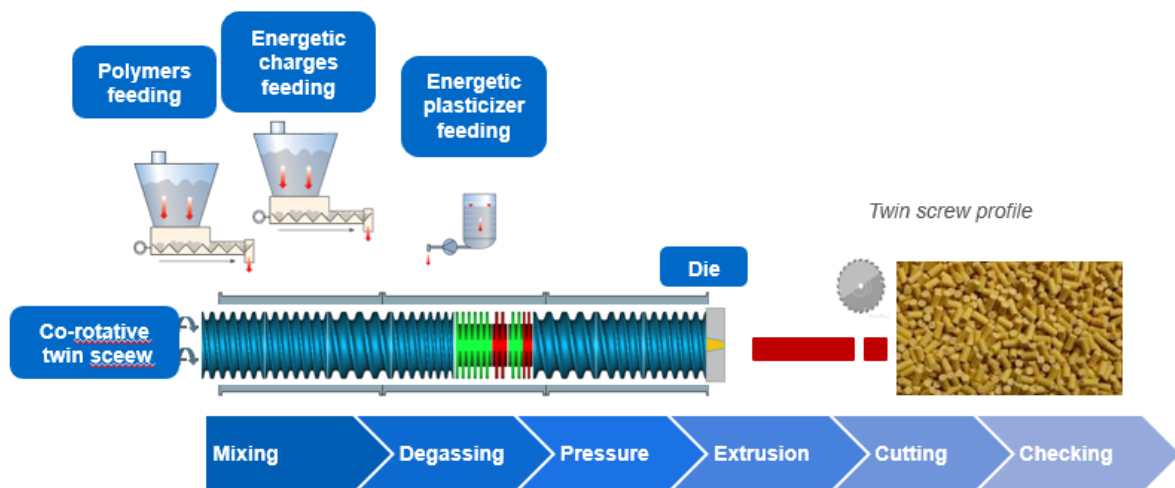 Polymers
feeding
Energetic
charges
feeding
Energetic
plasticizer
feeding
Twin screw profile
Die
Co-rotative
twin sceew
Mixing
Degassing
Pressure
Extrusion
Cutting
Checking